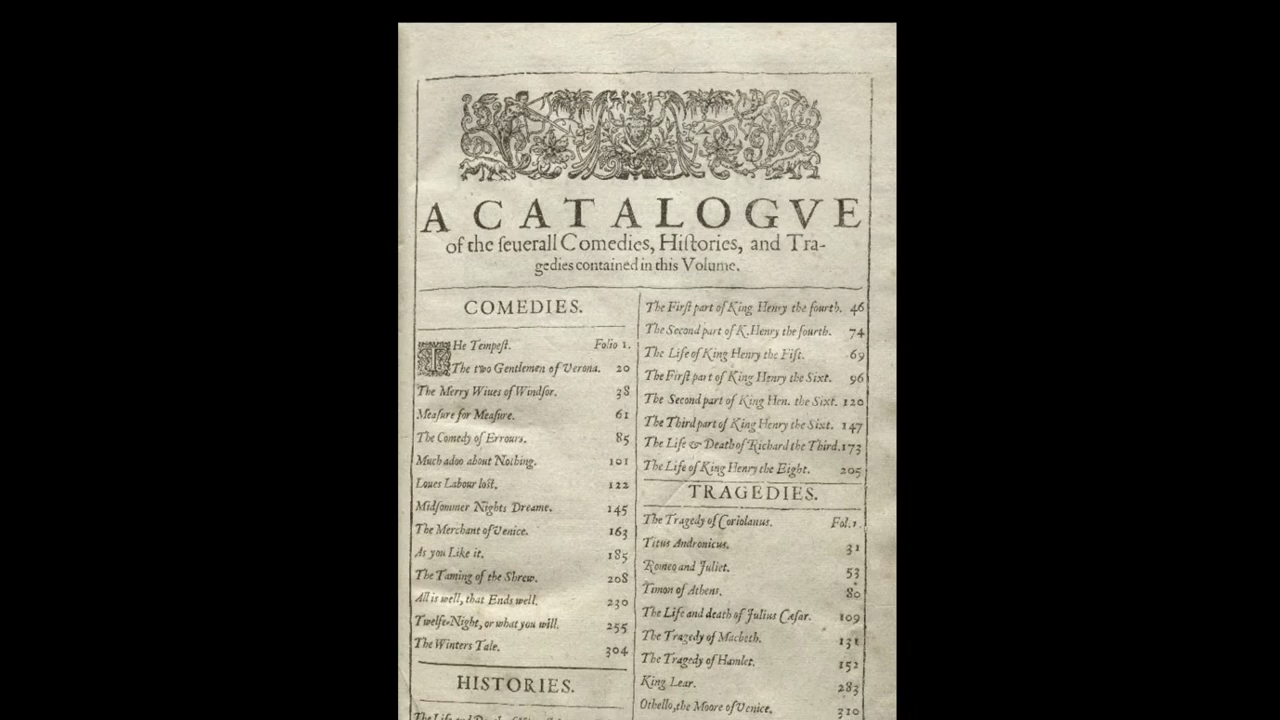 A CATALOGVE
of the ſeuerall Comedies, Hiſtories, and Tra-
gedies contained in this Volume.
COMEDIES.
THe Tempeſt. Folio 1.
The two Gentlemen of Verona. 20
The Merry Wiues of Windſor. 38
Meaſure for Meaſure. 61
The Comedy of Errours. 85
Much adoo about Nothing. 101
Loues Labour loſt. 122
Midſommer Nights Dreame. 145
The Merchant of Venice. 163
As you Like it. 185
The Taming of the Shrew. 208
All is well, that Ends well. 230
Twelfe-Night, or what you will. 255
The Winters Tale. 304
HISTORIES.
The Life and Death of
The Firſt part of King Henry the fourth. 46
The Second part of K. Henry the fourth. 74
The Life of King Henry the Fift. 69
The Firſt part of King Henry the Sixt. 96
The Second part of King Hen. the Sixt. 120
The Third part of King Henry the Sixt. 147
The Life & Death of Richard the Third. 173
The Life of King Henry the Eight. 205
TRAGEDIES.
The Tragedy of Coriolanus. Fol. 1.
Titus Andronicus. 31
Romeo and Juliet. 53
Timon of Athens. 80
The Life and death of Julius Cæſar. 109
The Tragedy of Macbeth. 131
The Tragedy of Hamlet. 152
King Lear. 283
Othello, the Moore of Venice. 310